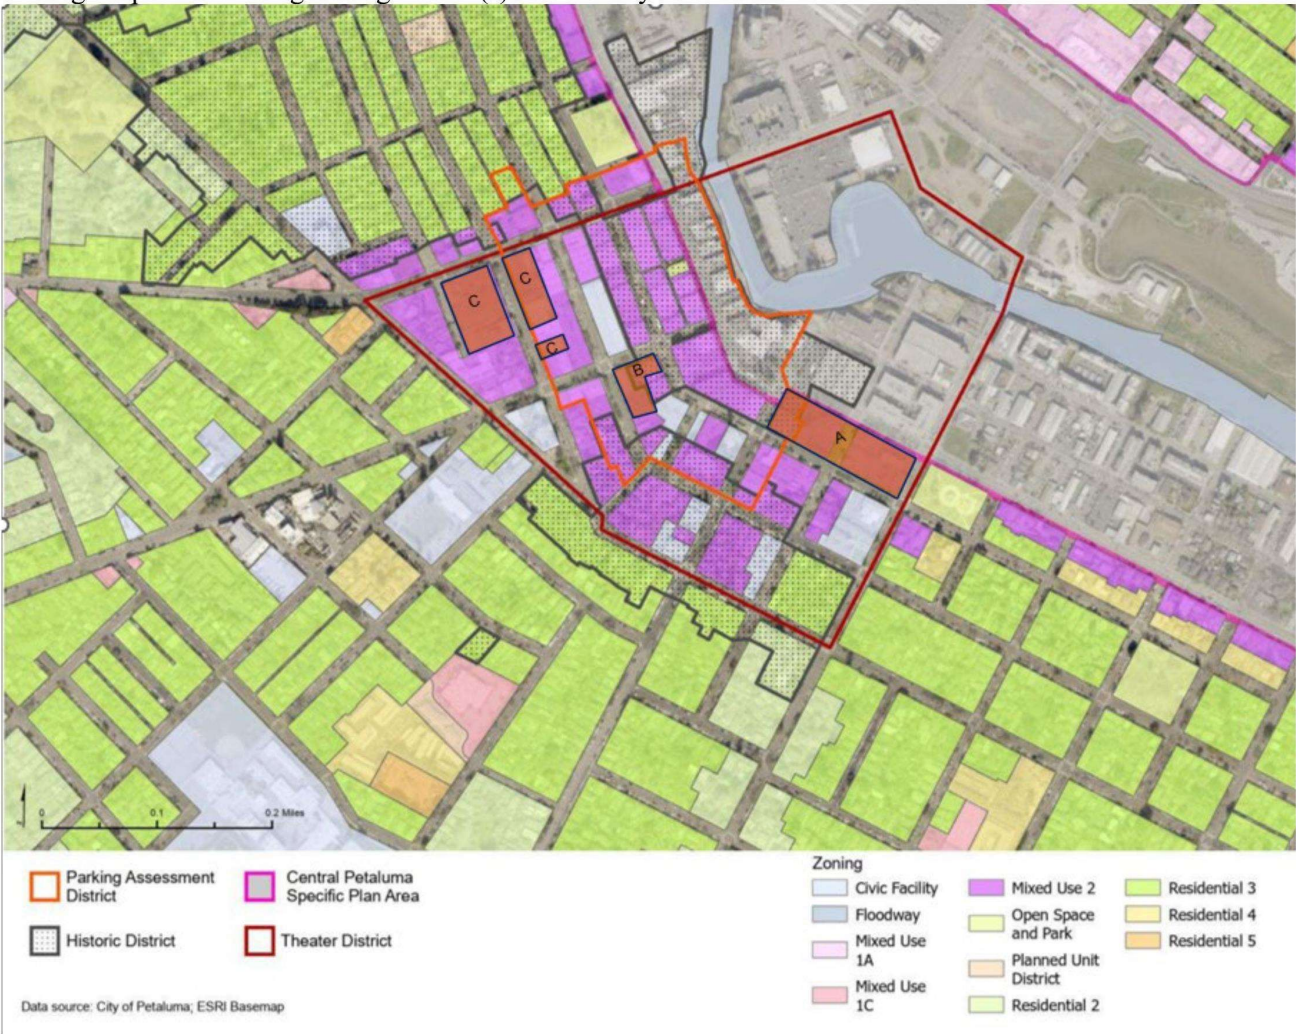 C
C
C
B
A
0
0.1
0.2 Miles
Parking Assessment
District
Central Petaluma
Specific Plan Area
Historic District
Theater District
Data source: City of Petaluma; ESRI Basemap
Zoning
Civic Facility
Floodway
Mixed Use
1A
Mixed Use
1C
Mixed Use 2
Open Space
and Park
Planned Unit
District
Residential 2
Residential 3
Residential 4
Residential 5